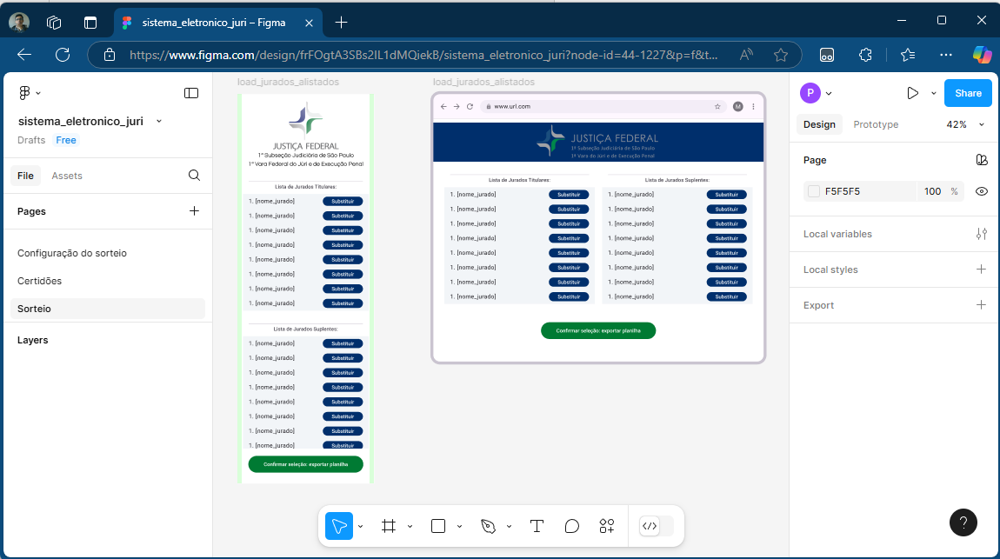 sistema_eletronico_juri – Figma
https://www.figma.com/design/frFOgtA3SBs2IL1dMQiekB/sistema_eletronico_juri?node-id=44-1227&p=f&t...
sistema_eletronico_juri
Drafts Free
File Assets
Pages
Configuração do sorteio
Certidões
Sorteio
Layers
load_jurados_alistados
JUSTIÇA FEDERAL
1ª Subseção Judiciária de São Paulo
1ª Vara Federal do Júri e de Execução Penal
Lista de Jurados Titulares:
1. [nome_jurado] Substituir
1. [nome_jurado] Substituir
1. [nome_jurado] Substituir
1. [nome_jurado] Substituir
1. [nome_jurado] Substituir
1. [nome_jurado] Substituir
1. [nome_jurado] Substituir
1. [nome_jurado] Substituir
Lista de Jurados Suplentes:
1. [nome_jurado] Substituir
1. [nome_jurado] Substituir
1. [nome_jurado] Substituir
1. [nome_jurado] Substituir
1. [nome_jurado] Substituir
1. [nome_jurado] Substituir
1. [nome_jurado] Substituir
1. [nome_jurado] Substituir
Confirmar seleção: exportar planilha
load_jurados_alistados
www.url.com M
JUSTIÇA FEDERAL
1ª Subseção Judiciária de São Paulo
1ª Vara do Júri e de Execução Penal
Lista de Jurados Titulares:
1. [nome_jurado] Substituir
1. [nome_jurado] Substituir
1. [nome_jurado] Substituir
1. [nome_jurado] Substituir
1. [nome_jurado] Substituir
1. [nome_jurado] Substituir
1. [nome_jurado] Substituir
1. [nome_jurado] Substituir
Lista de Jurados Suplentes:
1. [nome_jurado] Substituir
1. [nome_jurado] Substituir
1. [nome_jurado] Substituir
1. [nome_jurado] Substituir
1. [nome_jurado] Substituir
1. [nome_jurado] Substituir
1. [nome_jurado] Substituir
1. [nome_jurado] Substituir
Confirmar seleção: exportar planilha
P
Share
Design Prototype 42%
Page
F5F5F5 100 %
Local variables
Local styles
Export
?